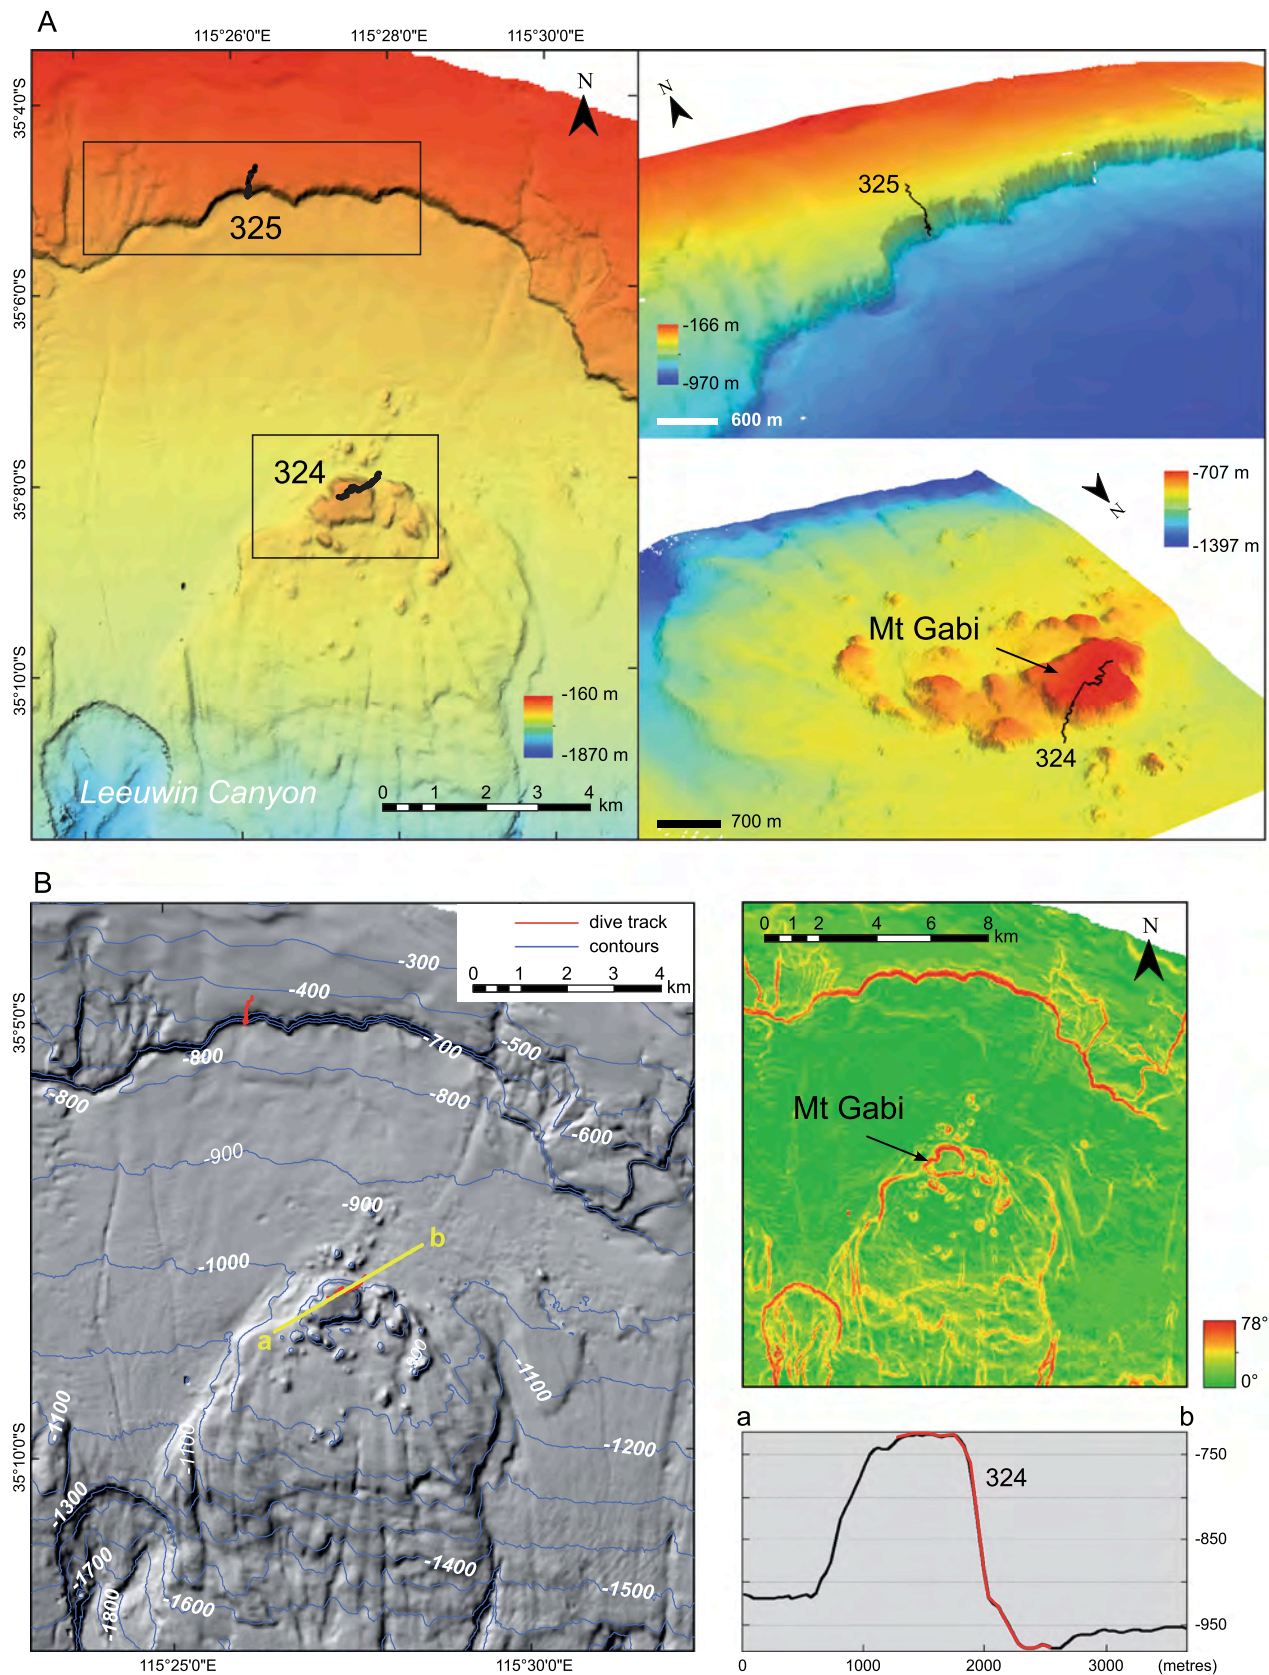 A
115°26'0"E
115°28'0"E
115°30'0"E
35°4'0"S
35°6'0"S
35°8'0"S
35°10'0"S
N
325
324
-160 m
-1870 m
Leeuwin Canyon
0 1 2 3 4 km
N
325
-166 m
-970 m
600 m
-707 m
-1397 m
N
Mt Gabi
324
700 m
B
dive track
contours
0 1 2 3 4 km
35°5'0"S
35°10'0"S
-300
-400
-500
-600
-700
-800
-800
-800
-900
-900
-1000
b
a
-900
-1100
-1100
-1100
-1200
-1300
-1400
-1500
-1600
-1700
-1800
115°25'0"E
115°30'0"E
0 1 2 4 6 8 km
N
Mt Gabi
78°
0°
a
b
324
-750
-850
-950
0 1000 2000 3000 (metres)